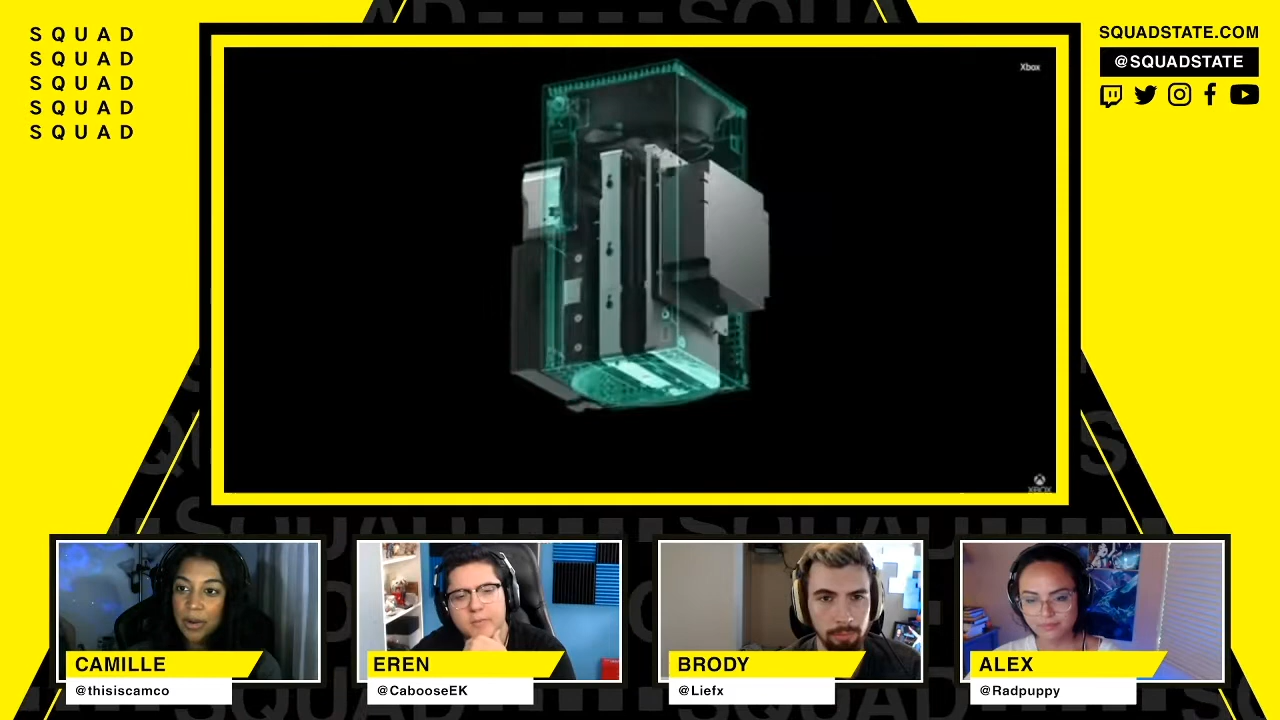 SQUAD
SQUAD
SQUAD
SQUAD
SQUAD
SQUADSTATE.COM
@SQUADSTATE
Xbox
XBOX
CAMILLE
@thisiscamco
EREN
@CabooseEK
BRODY
@Liefx
ALEX
@Radpuppy